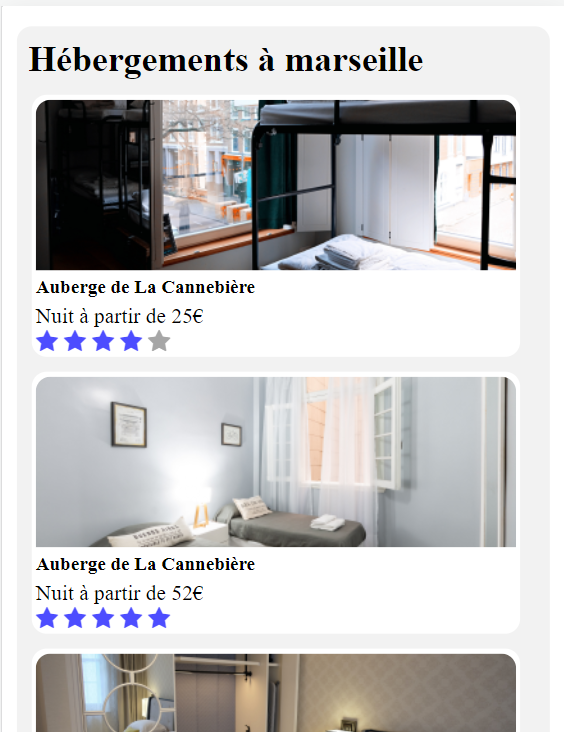 Hébergements à marseille
Auberge de La Cannebière
Nuit à partir de 25€
Auberge de La Cannebière
Nuit à partir de 52€